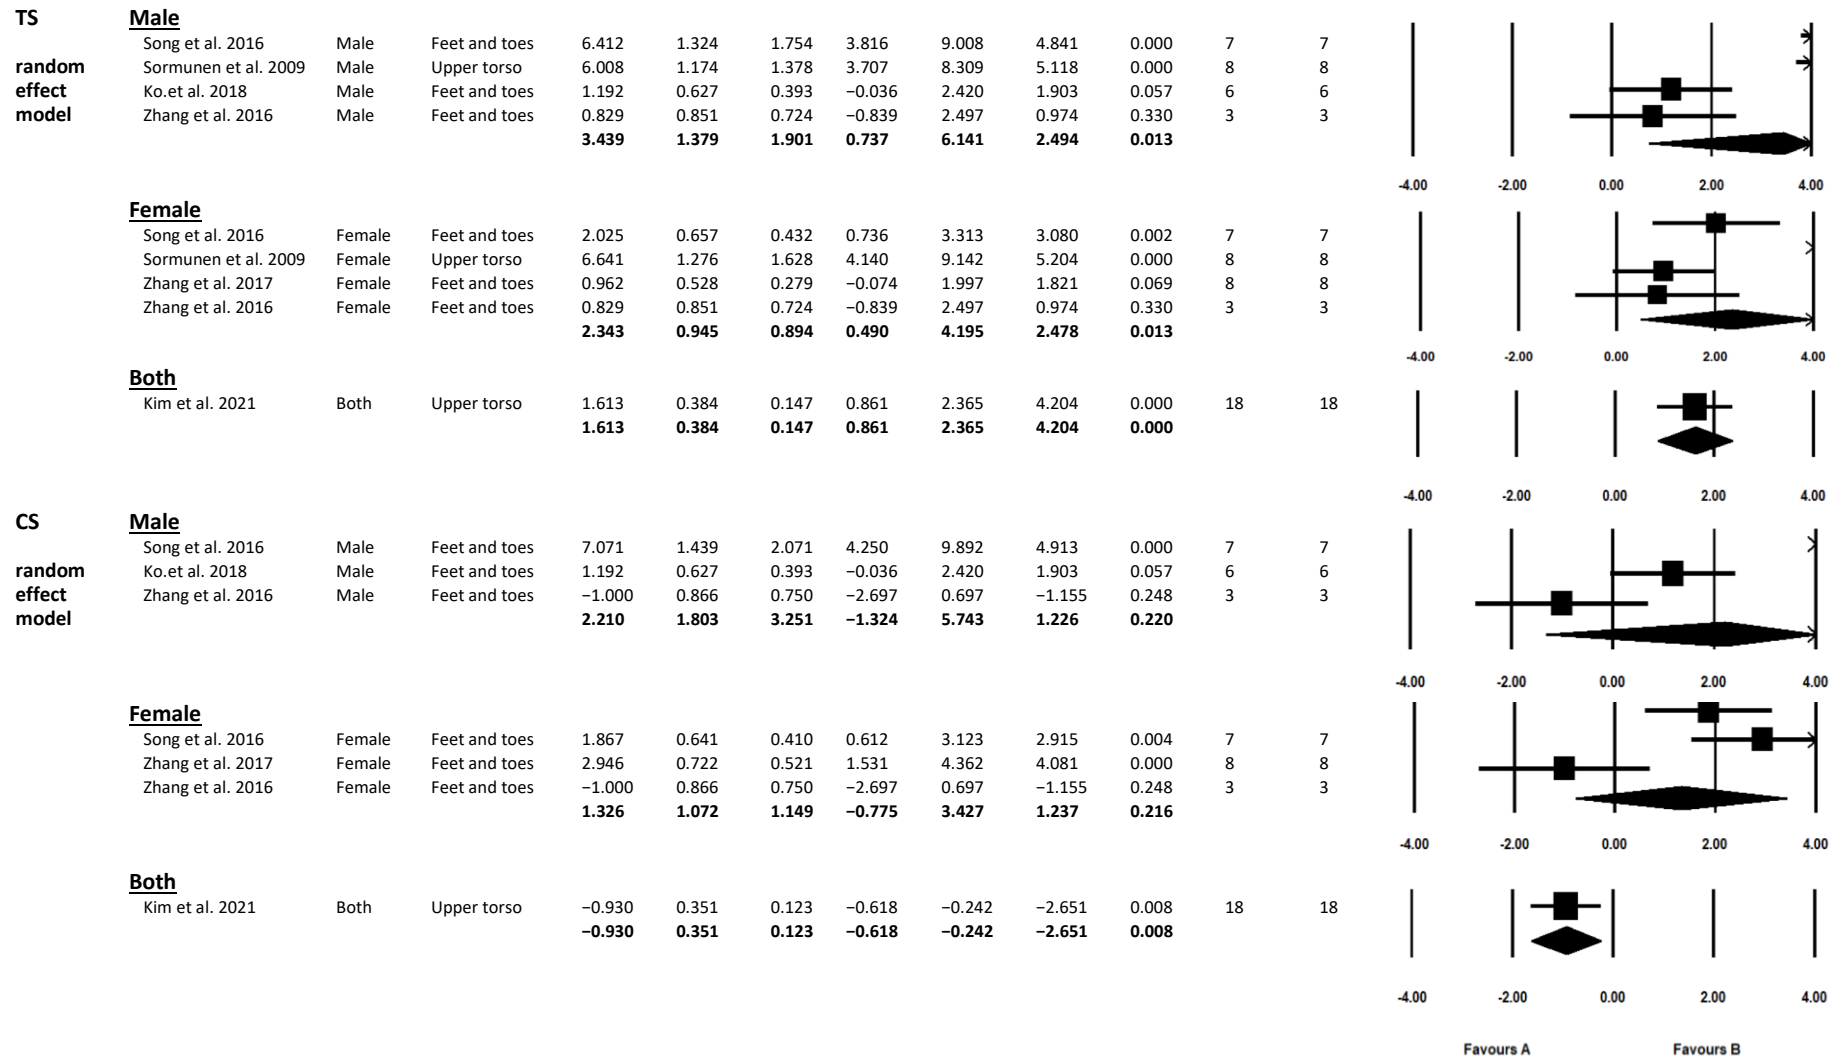 TS Male
Song et al. 2016 Male Feet and toes 6.412 1.324 1.754 3.816 9.008 4.841 0.000 7 7
random Sormunen et al. 2009 Male Upper torso 6.008 1.174 1.378 3.707 8.309 5.118 0.000 8 8
effect Ko.et al. 2018 Male Feet and toes 1.192 0.627 0.393 −0.036 2.420 1.903 0.057 6 6
model Zhang et al. 2016 Male Feet and toes 0.829 0.851 0.724 −0.839 2.497 0.974 0.330 3 3
3.439 1.379 1.901 0.737 6.141 2.494 0.013
-4.00 -2.00 0.00 2.00 4.00
Female
Song et al. 2016 Female Feet and toes 2.025 0.657 0.432 0.736 3.313 3.080 0.002 7 7
Sormunen et al. 2009 Female Upper torso 6.641 1.276 1.628 4.140 9.142 5.204 0.000 8 8
Zhang et al. 2017 Female Feet and toes 0.962 0.528 0.279 −0.074 1.997 1.821 0.069 8 8
Zhang et al. 2016 Female Feet and toes 0.829 0.851 0.724 −0.839 2.497 0.974 0.330 3 3
2.343 0.945 0.894 0.490 4.195 2.478 0.013
-4.00 -2.00 0.00 2.00 4.00
Both
Kim et al. 2021 Both Upper torso 1.613 0.384 0.147 0.861 2.365 4.204 0.000 18 18
1.613 0.384 0.147 0.861 2.365 4.204 0.000
-4.00 -2.00 0.00 2.00 4.00
CS Male
Song et al. 2016 Male Feet and toes 7.071 1.439 2.071 4.250 9.892 4.913 0.000 7 7
random Ko.et al. 2018 Male Feet and toes 1.192 0.627 0.393 −0.036 2.420 1.903 0.057 6 6
effect Zhang et al. 2016 Male Feet and toes −1.000 0.866 0.750 −2.697 0.697 −1.155 0.248 3 3
model 2.210 1.803 3.251 −1.324 5.743 1.226 0.220
-4.00 -2.00 0.00 2.00 4.00
Female
Song et al. 2016 Female Feet and toes 1.867 0.641 0.410 0.612 3.123 2.915 0.004 7 7
Zhang et al. 2017 Female Feet and toes 2.946 0.722 0.521 1.531 4.362 4.081 0.000 8 8
Zhang et al. 2016 Female Feet and toes −1.000 0.866 0.750 −2.697 0.697 −1.155 0.248 3 3
1.326 1.072 1.149 −0.775 3.427 1.237 0.216
-4.00 -2.00 0.00 2.00 4.00
Both
Kim et al. 2021 Both Upper torso −0.930 0.351 0.123 −0.618 −0.242 −2.651 0.008 18 18
−0.930 0.351 0.123 −0.618 −0.242 −2.651 0.008
-4.00 -2.00 0.00 2.00 4.00
Favours A Favours B